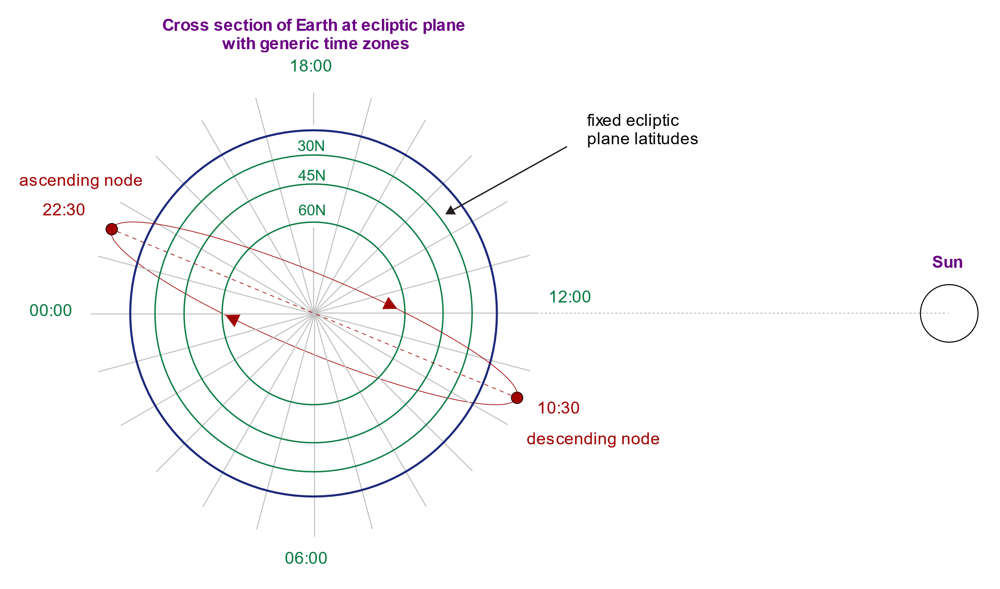 Cross section of Earth at ecliptic plane
with generic time zones
18:00
fixed ecliptic
plane latitudes
30N
45N
ascending node
22:30
60N
Sun
12:00
00:00
10:30
descending node
06:00